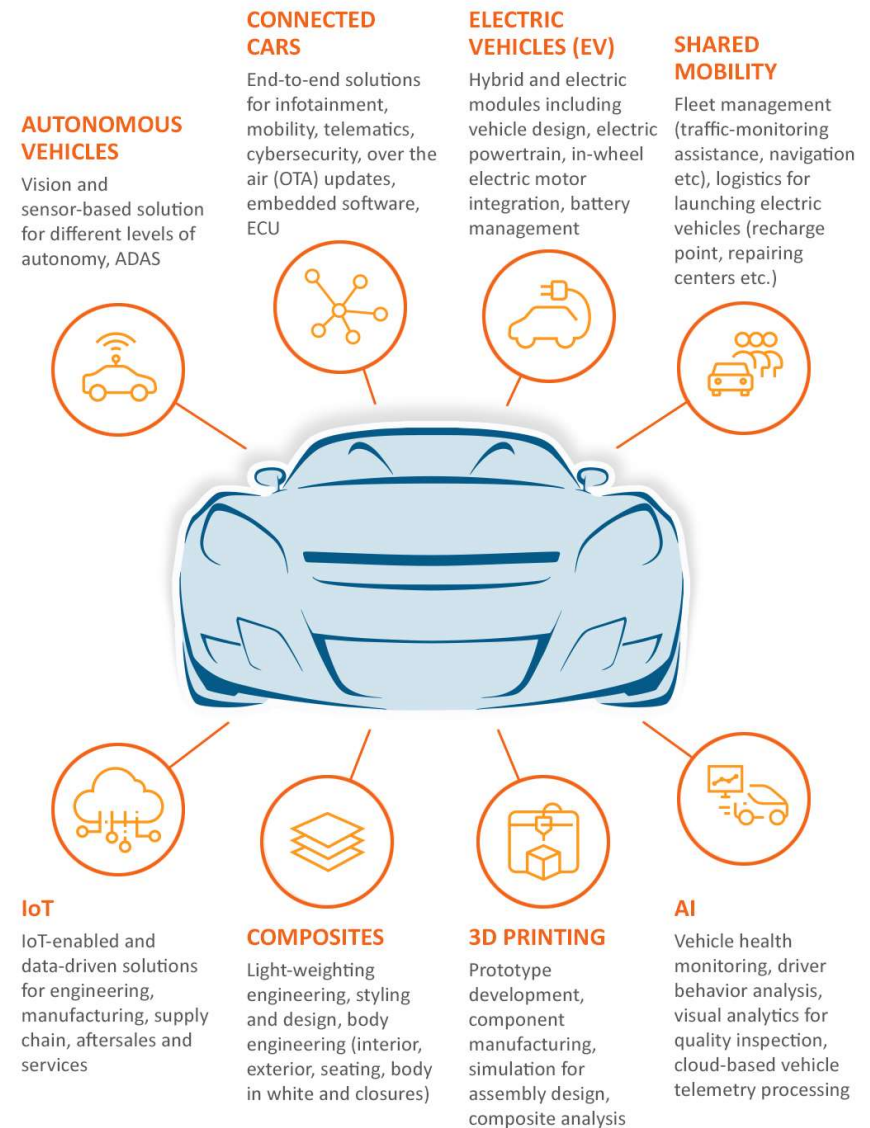 AUTONOMOUS
VEHICLES
Vision and
sensor-based solution
for different levels of
autonomy, ADAS
CONNECTED
CARS
End-to-end solutions
for infotainment,
mobility, telematics,
cybersecurity, over the
air (OTA) updates,
embedded software,
ECU
ELECTRIC
VEHICLES (EV)
Hybrid and electric
modules including
vehicle design, electric
powertrain, in-wheel
electric motor
integration, battery
management
SHARED
MOBILITY
Fleet management
(traffic-monitoring
assistance, navigation
etc), logistics for
launching electric
vehicles (recharge
point, repairing
centers etc.)
IoT
IoT-enabled and
data-driven solutions
for engineering,
manufacturing, supply
chain, aftersales and
services
COMPOSITES
Light-weighting
engineering, styling
and design, body
engineering (interior,
exterior, seating, body
in white and closures)
3D PRINTING
Prototype
development,
component
manufacturing,
simulation for
assembly design,
composite analysis
AI
Vehicle health
monitoring, driver
behavior analysis,
visual analytics for
quality inspection,
cloud-based vehicle
telemetry processing